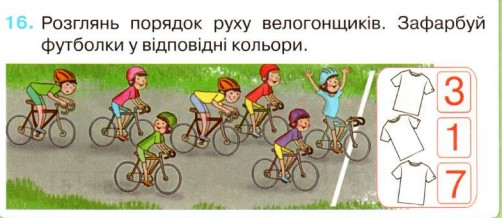 16. Розглянь порядок руху велогонщиків. Зафарбуй
футболки у відповідні кольори.
3
1
7